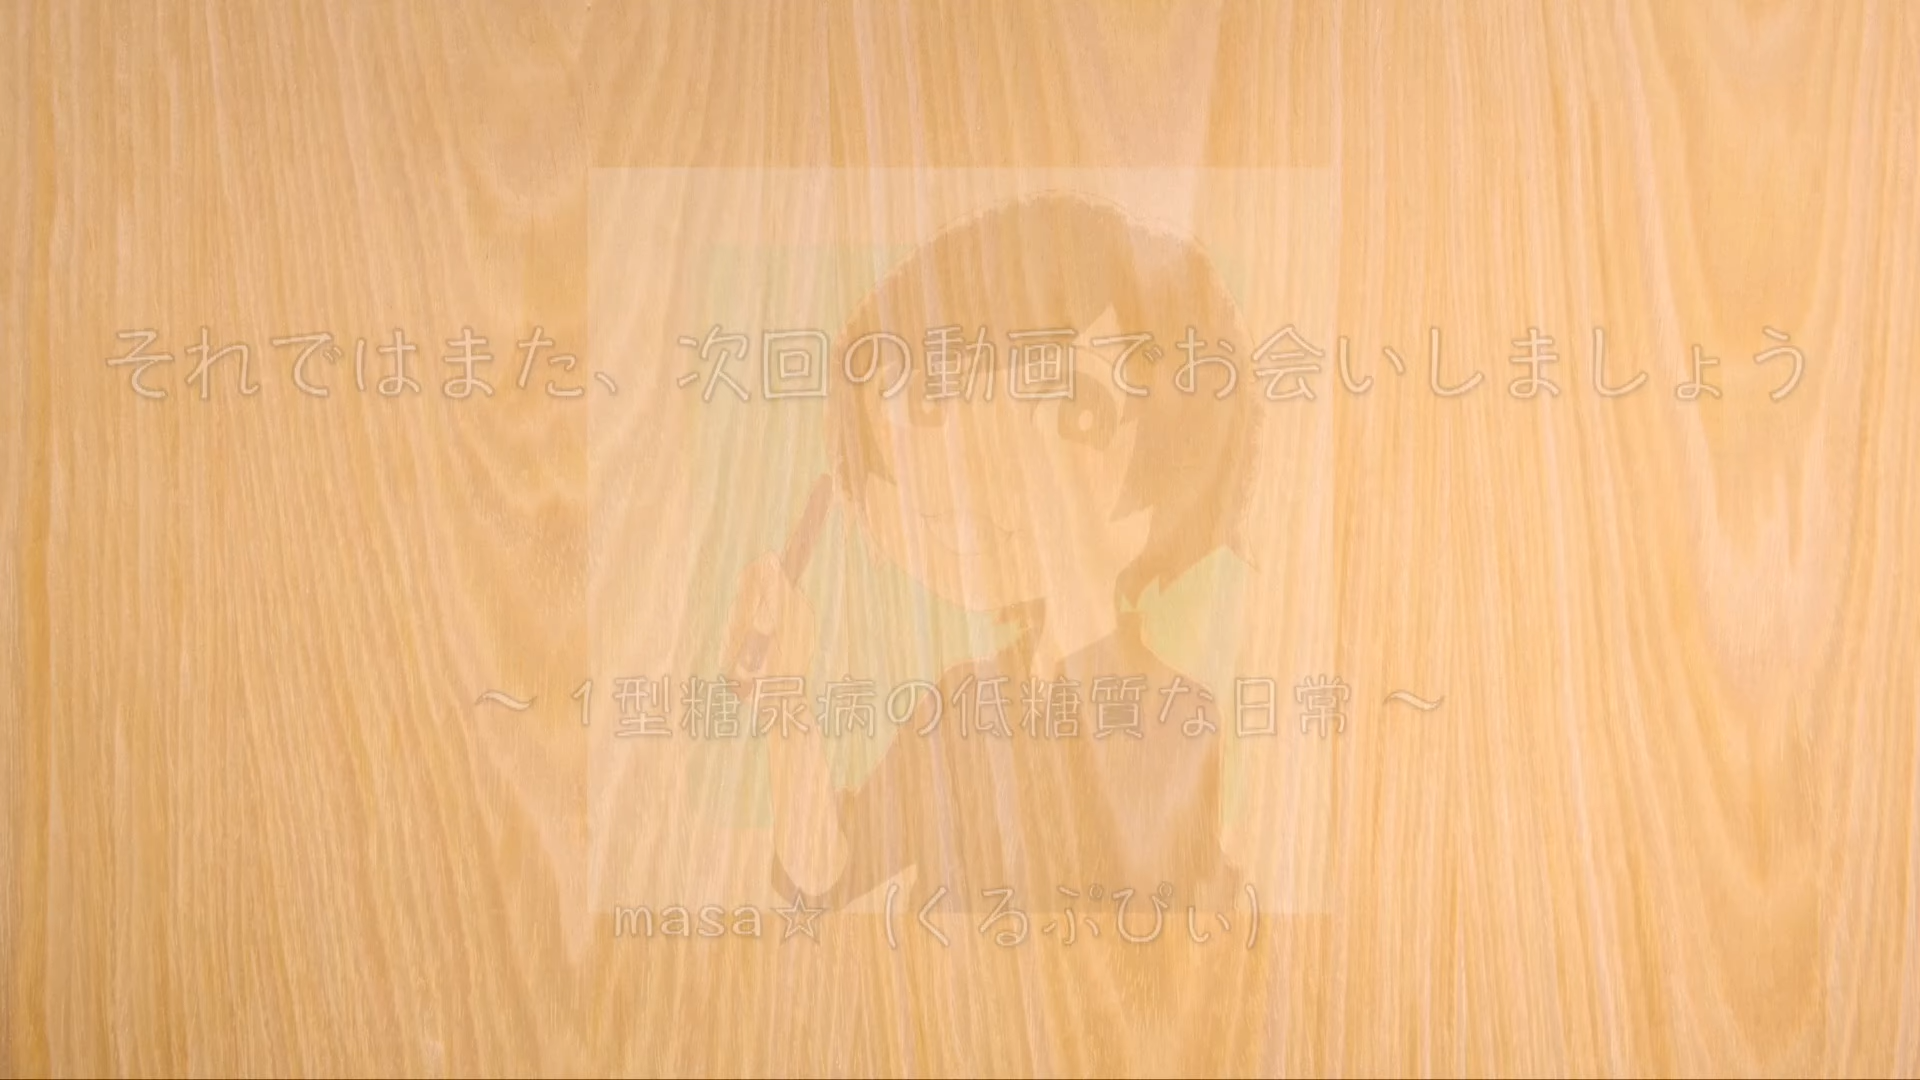 それではまた、次回の動画でお会いしましょう
～ 1型糖尿病の低糖質な日常 ～
masa☆ (くるぷぴぃ)